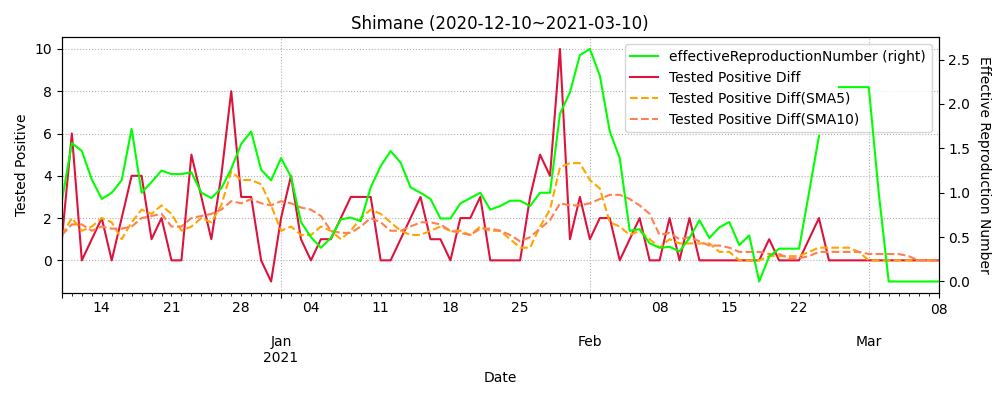 Shimane (2020-12-10~2021-03-10)
effectiveReproductionNumber (right)
Tested Positive Diff
Tested Positive Diff(SMA5)
Tested Positive Diff(SMA10)
Tested Positive
10
8
6
4
2
0
2.5
2.0
1.5
1.0
0.5
0.0
Effective Reproduction Number
14 21 28 04 11 18 25 08 15 22 08
Jan Feb Mar
2021
Date